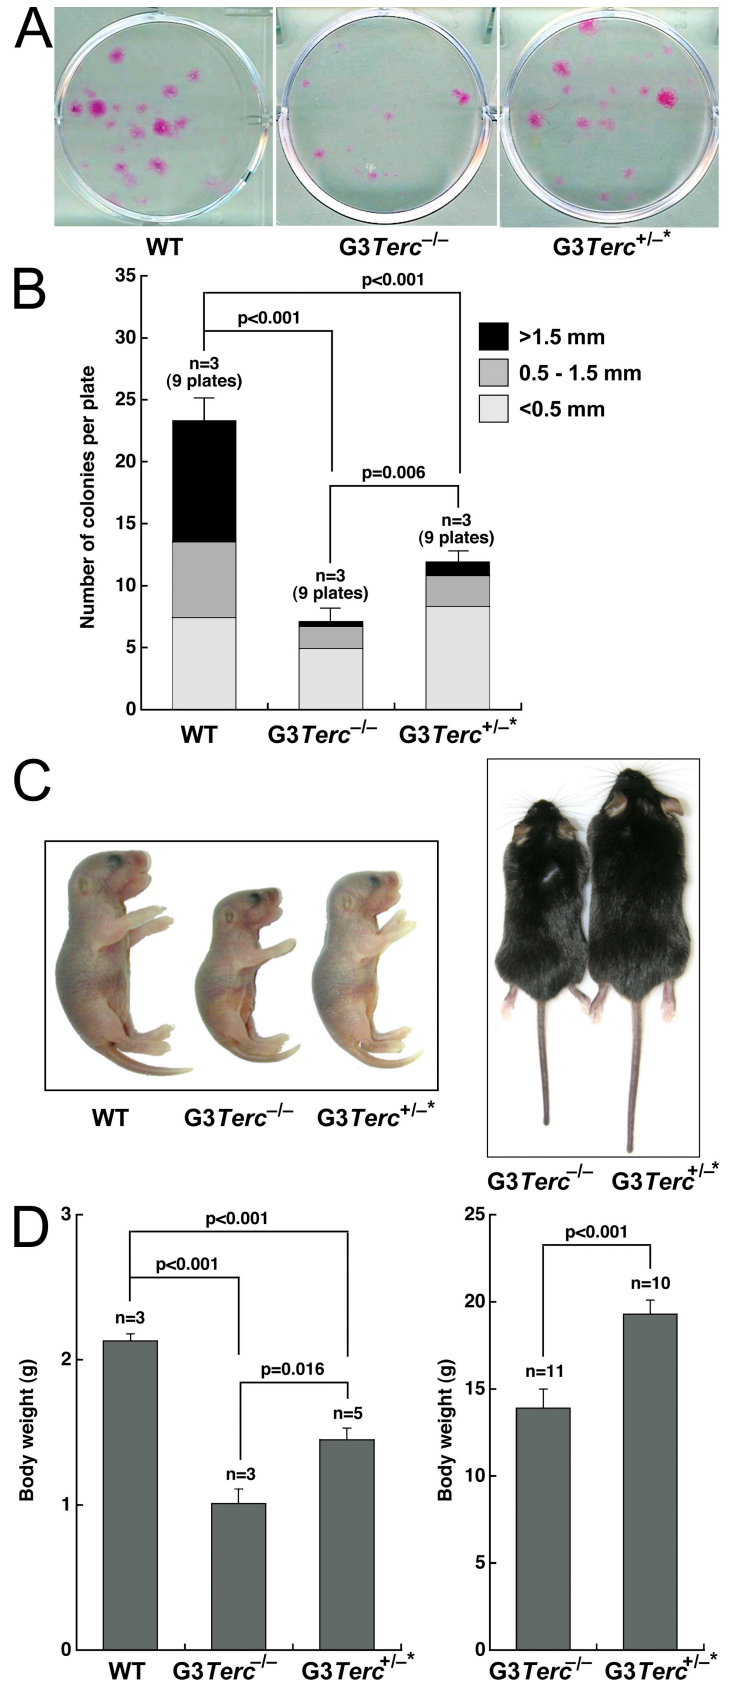 A
WT
G3Terc–/–
G3Terc+/–*
B
35
30
25
20
15
10
5
0
Number of colonies per plate
p<0.001
p<0.001
p=0.006
n=3
(9 plates)
n=3
(9 plates)
n=3
(9 plates)
>1.5 mm
0.5 - 1.5 mm
<0.5 mm
WT
G3Terc–/–
G3Terc+/–*
C
WT
G3Terc–/–
G3Terc+/–*
G3Terc–/–
G3Terc+/–*
D
3
2
1
0
Body weight (g)
p<0.001
p<0.001
p=0.016
n=3
n=3
n=5
WT
G3Terc–/–
G3Terc+/–*
25
20
15
10
5
0
Body weight (g)
p<0.001
n=11
n=10
G3Terc–/–
G3Terc+/–*